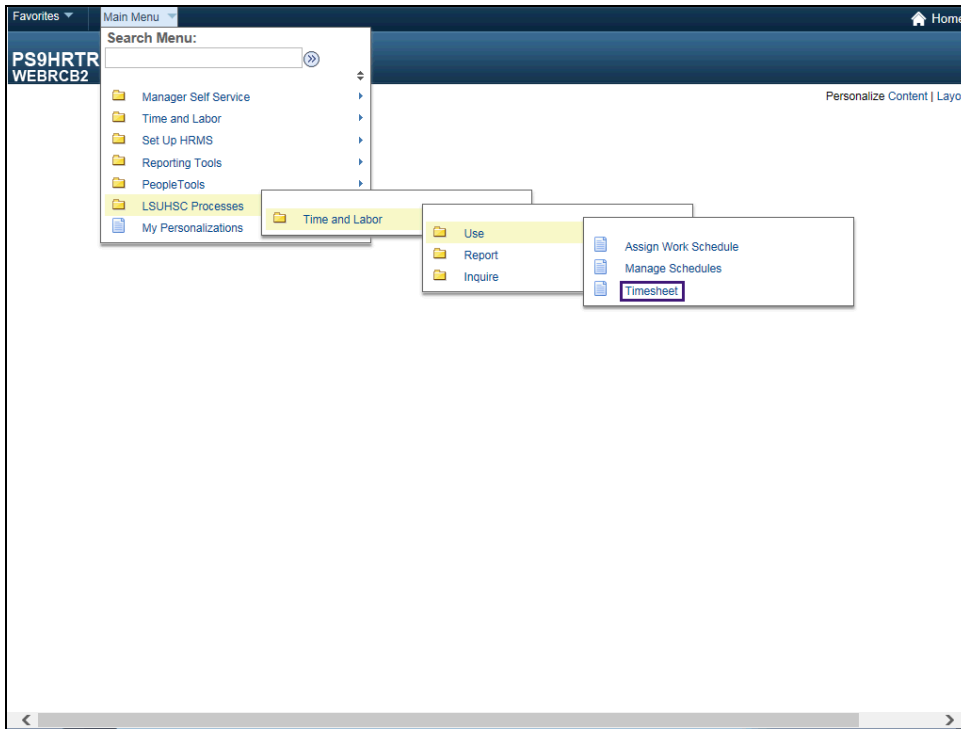 Favorites Main Menu Home
Search Menu:
PS9HRTR
WEBRCB2
Personalize Content | Layo
Manager Self Service
Time and Labor
Set Up HRMS
Reporting Tools
PeopleTools
LSUHSC Processes
My Personalizations
Time and Labor
Use
Report
Inquire
Assign Work Schedule
Manage Schedules
Timesheet